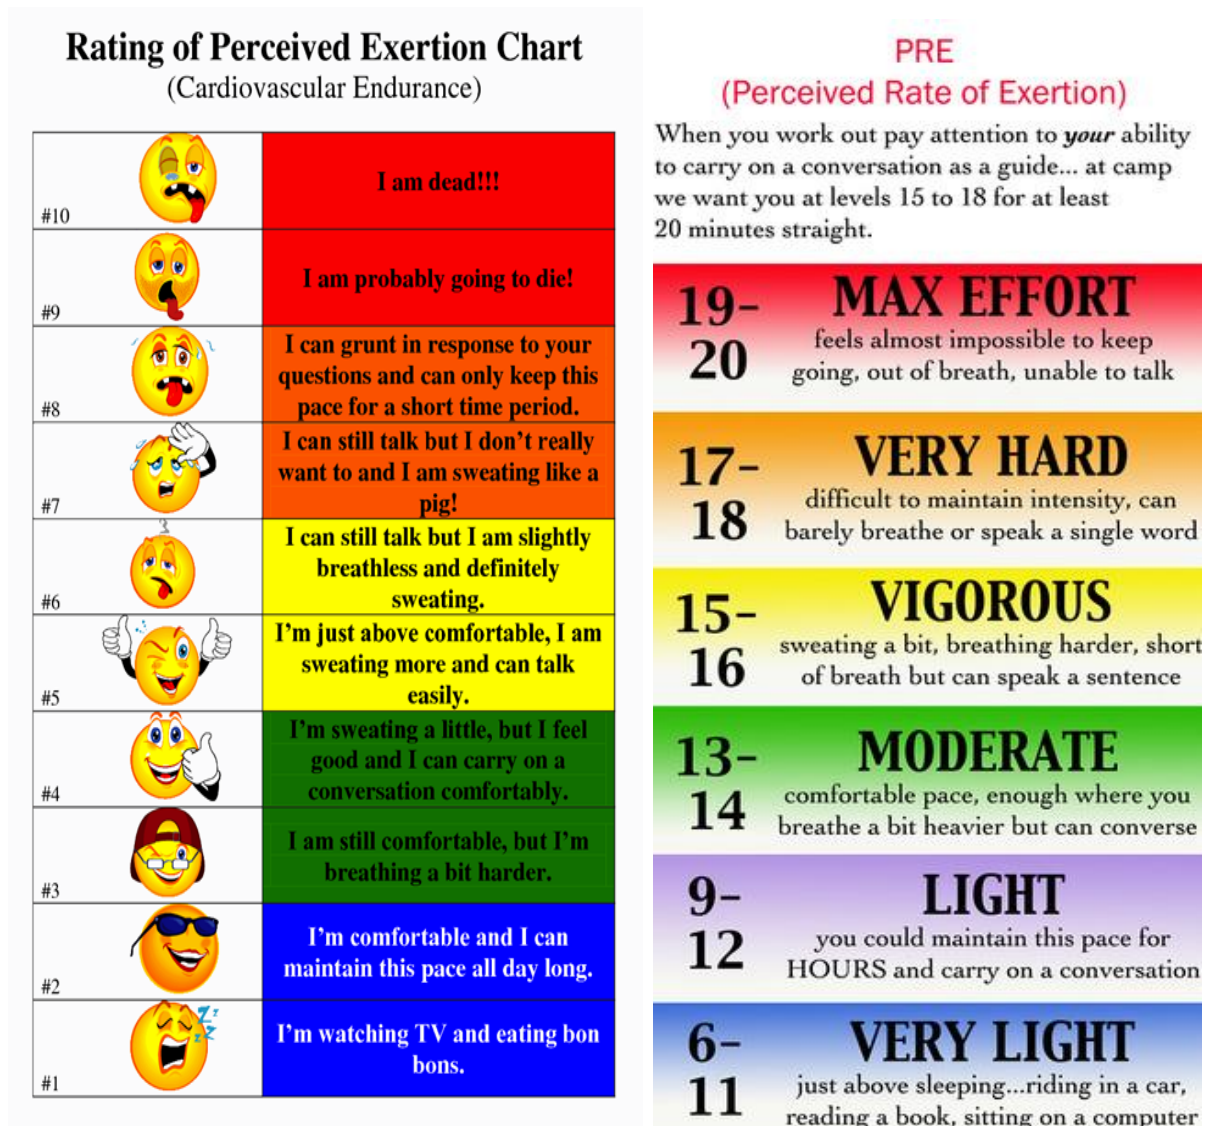 Rating of Perceived Exertion Chart
(Cardiovascular Endurance)
#10
I am dead!!!
#9
I am probably going to die!
#8
I can grunt in response to your
questions and can only keep this
pace for a short time period.
#7
I can still talk but I don't really
want to and I am sweating like a
pig!
#6
I can still talk but I am slightly
breathless and definitely
sweating.
#5
I'm just above comfortable, I am
sweating more and can talk
easily.
#4
I'm sweating a little, but I feel
good and I can carry on a
conversation comfortably.
#3
I am still comfortable, but I'm
breathing a bit harder.
#2
I'm comfortable and I can
maintain this pace all day long.
#1
I'm watching TV and eating bon
bons.
PRE
(Perceived Rate of Exertion)
When you work out pay attention to your ability
to carry on a conversation as a guide... at camp
we want you at levels 15 to 18 for at least
20 minutes straight.
19-
20
MAX EFFORT
feels almost impossible to keep
going, out of breath, unable to talk
17-
18
VERY HARD
difficult to maintain intensity, can
barely breathe or speak a single word
15-
16
VIGOROUS
sweating a bit, breathing harder, short
of breath but can speak a sentence
13-
14
MODERATE
comfortable pace, enough where you
breathe a bit heavier but can converse
9-
12
LIGHT
you could maintain this pace for
HOURS and carry on a conversation
6-
11
VERY LIGHT
just above sleeping...riding in a car,
reading a book, sitting on a computer